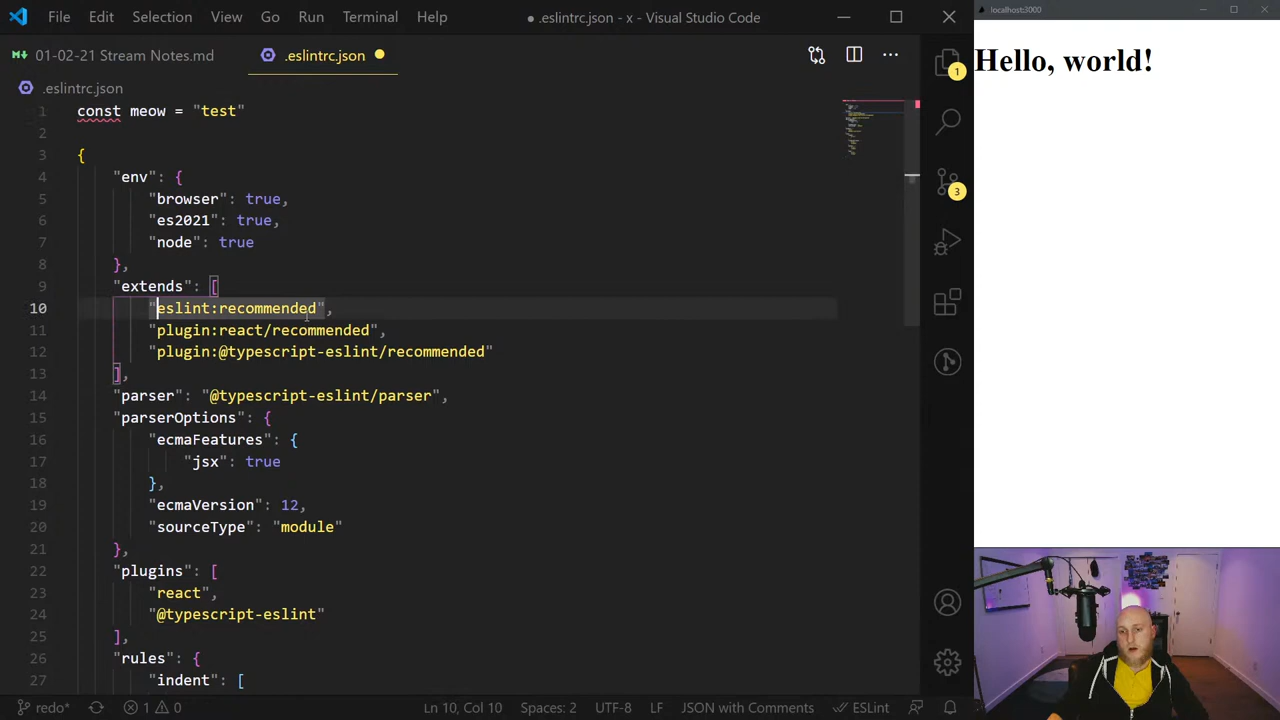 File Edit Selection View Go Run Terminal Help
● .eslintrc.json - x - Visual Studio Code
localhost:3000
01-02-21 Stream Notes.md
.eslintrc.json
.eslintrc.json
1 const meow = "test"
2
3 {
4 "env": {
5 "browser": true,
6 "es2021": true,
7 "node": true
8 },
9 "extends": [
10 "eslint:recommended",
11 "plugin:react/recommended",
12 "plugin:@typescript-eslint/recommended"
13 ],
14 "parser": "@typescript-eslint/parser",
15 "parserOptions": {
16 "ecmaFeatures": {
17 "jsx": true
18 },
19 "ecmaVersion": 12,
20 "sourceType": "module"
21 },
22 "plugins": [
23 "react",
24 "@typescript-eslint"
25 ],
26 "rules": {
27 "indent": [
1
3
Hello, world!
redo* 1 0 Ln 10, Col 10 Spaces: 2 UTF-8 LF JSON with Comments ESLint